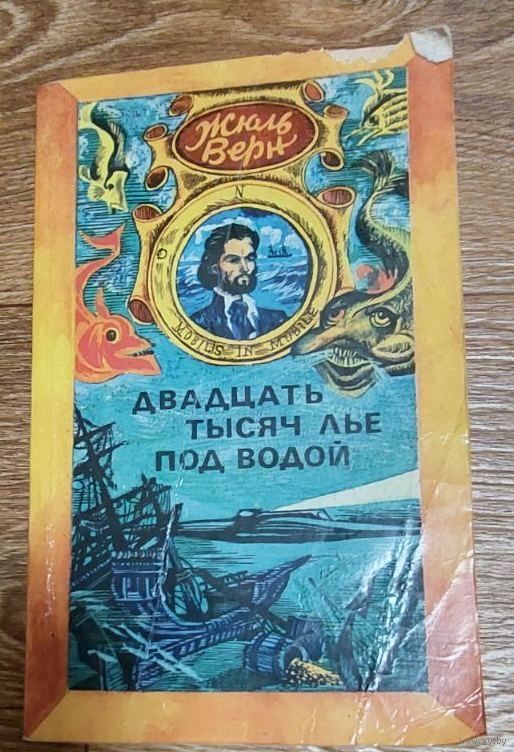 Жюль
Верн
N
MOBILIS IN MOBILE
ДВАДЦАТЬ
ТЫСЯЧ ЛЬЕ
ПОД ВОДОЙ